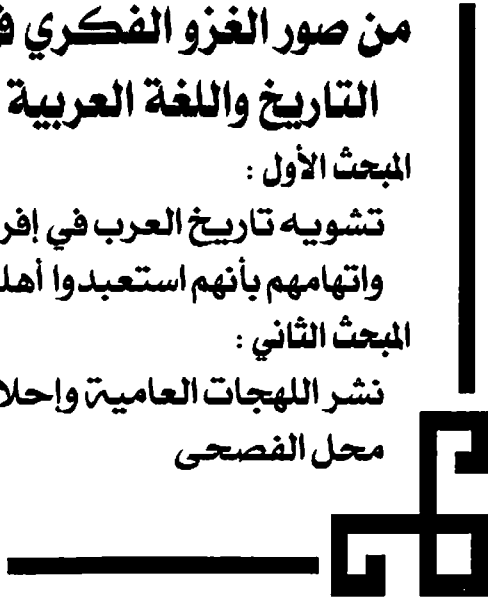 من صور الغزو الفكري ف
التاريخ واللغة العربية
المبحث الأول :
تشويه تاريخ العرب في إفر
واتهامهم بأنهم استعبدوا أهل
المبحث الثاني :
نشر اللهجات العامية وإحلا
محل الفصحى